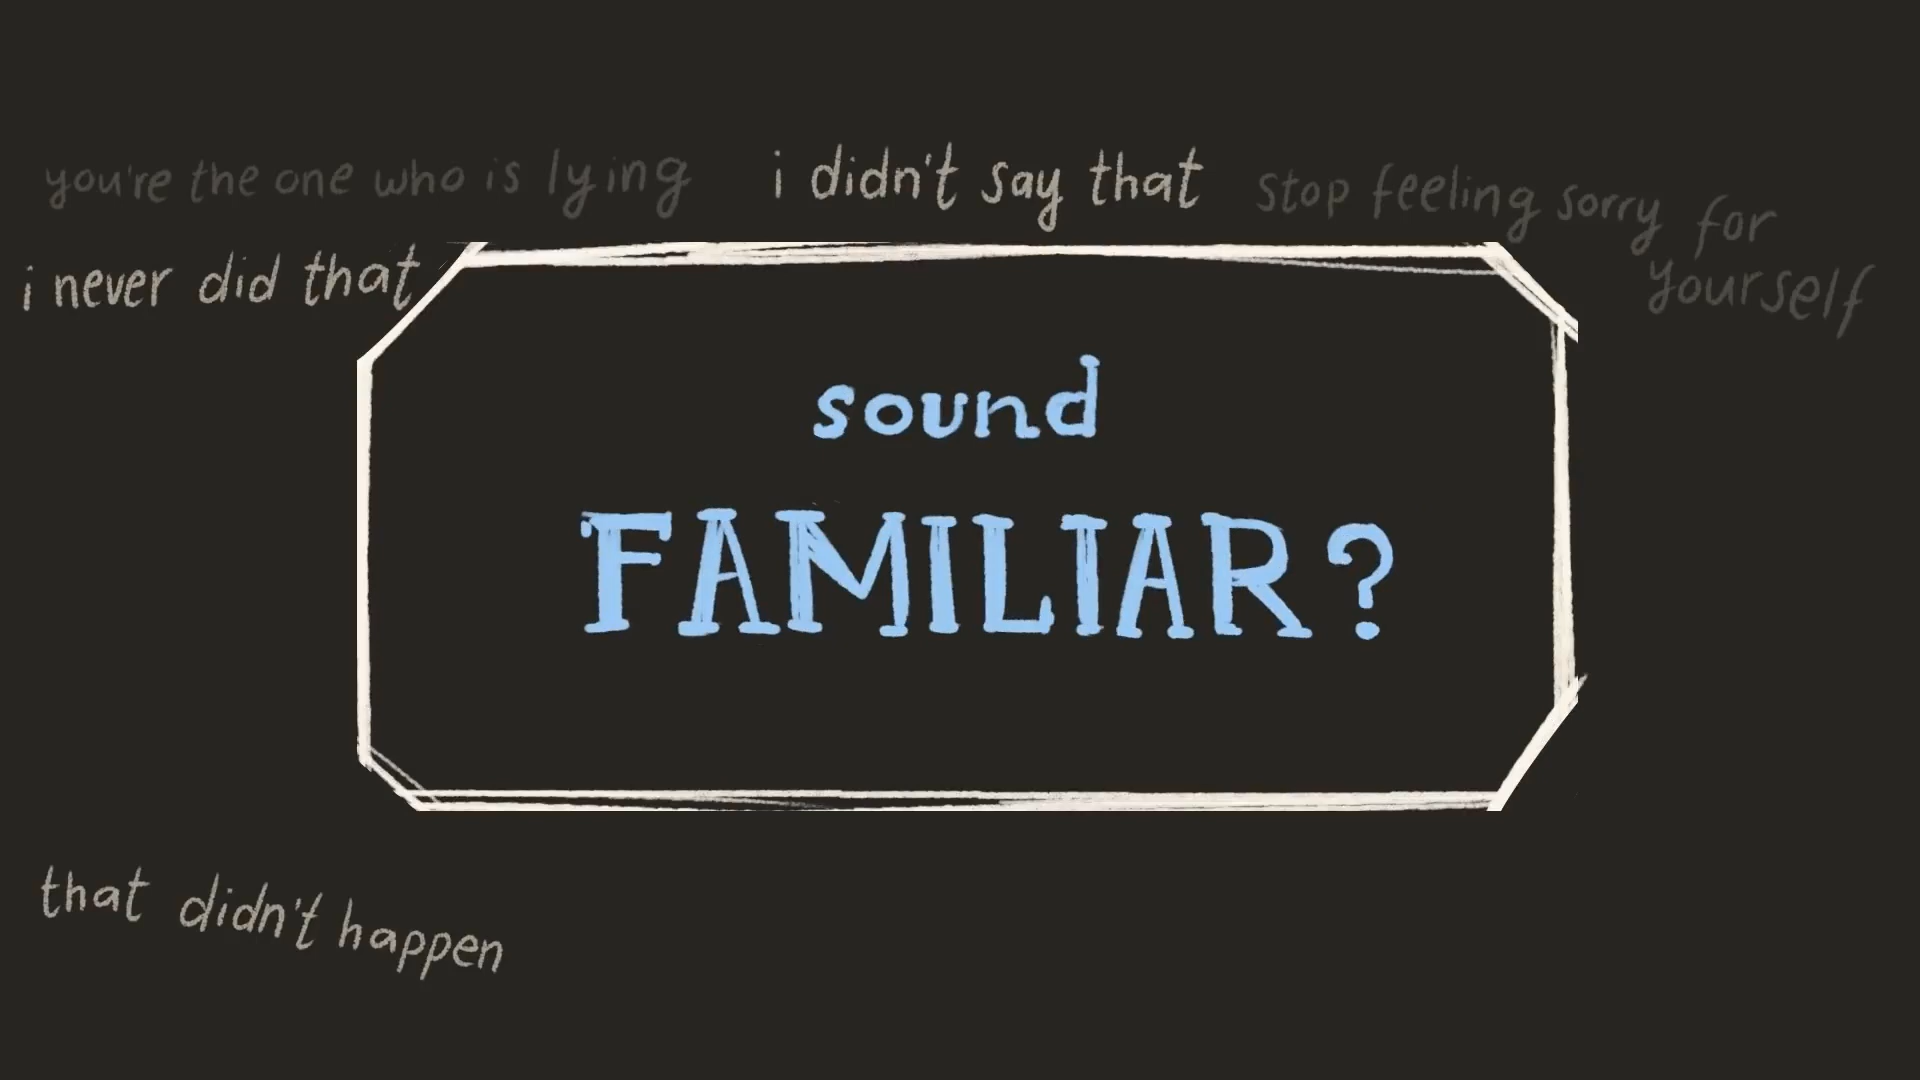 you're the one who is lying
i didn't say that
stop feeling sorry for
yourself
i never did that
sound
FAMILIAR?
that didn't happen